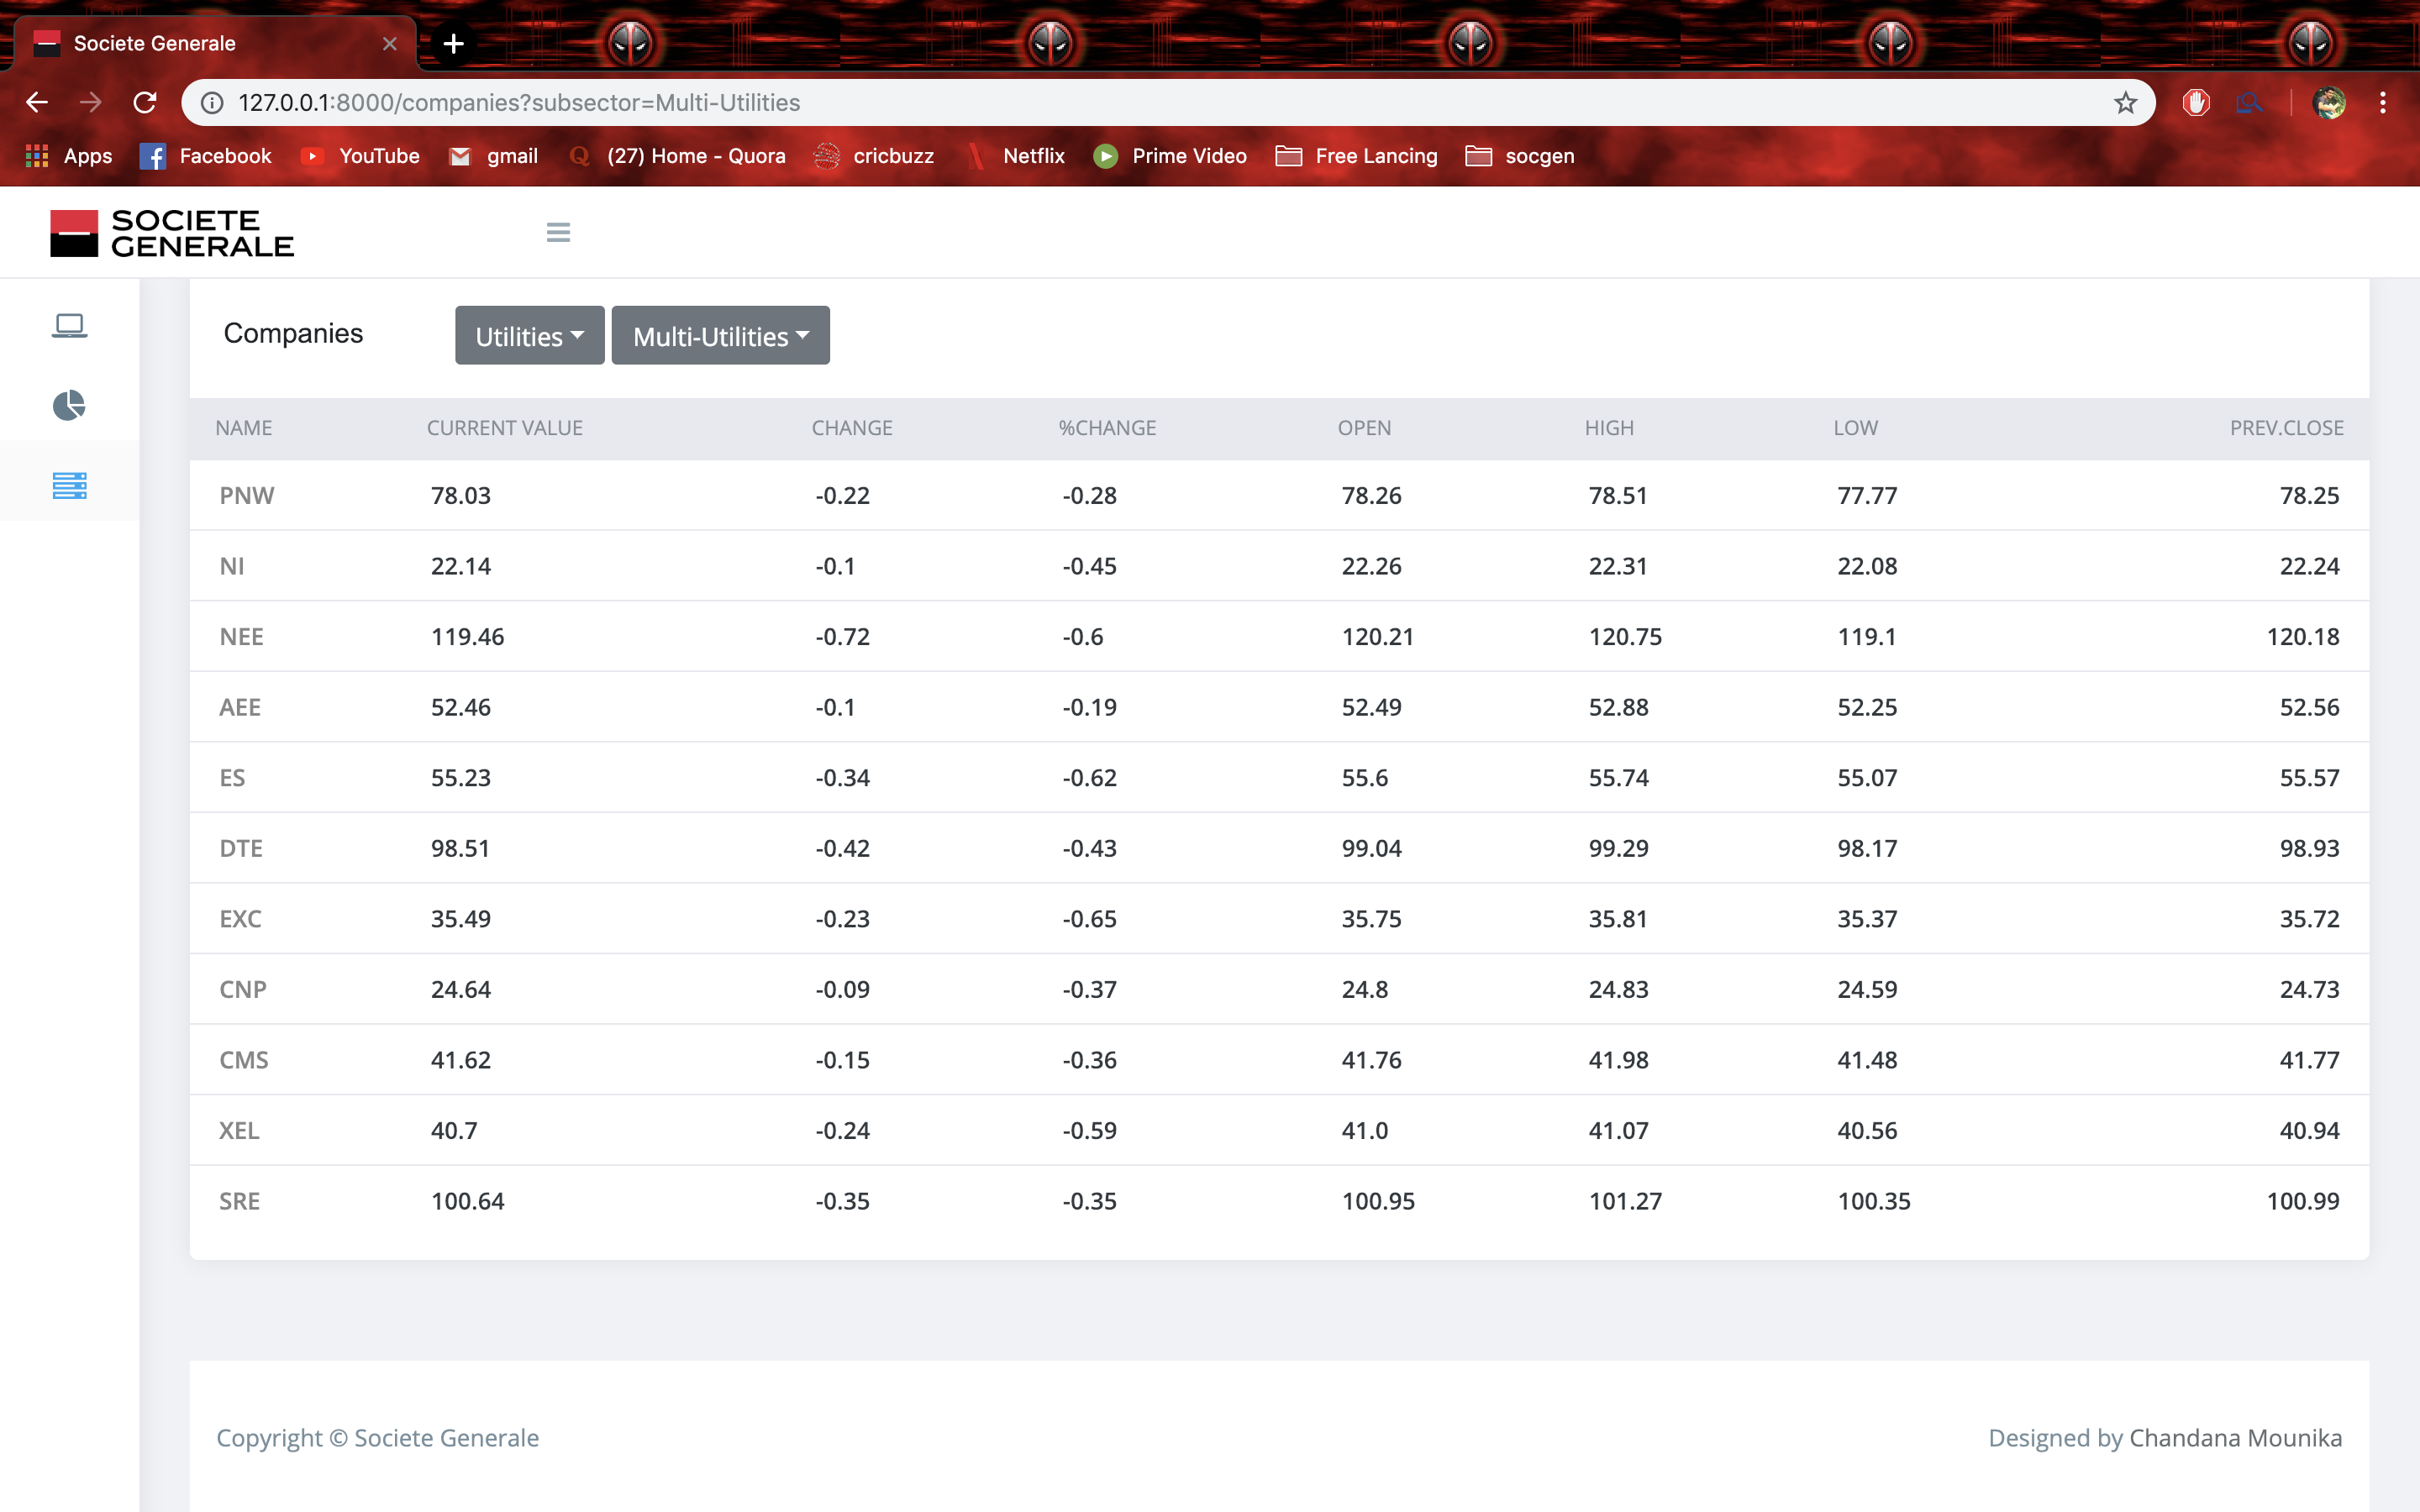 Societe Generale
127.0.0.1:8000/companies?subsector=Multi-Utilities
Apps Facebook YouTube gmail (27) Home - Quora cricbuzz Netflix Prime Video Free Lancing socgen
SOCIETE
GENERALE
Companies Utilities Multi-Utilities
NAME CURRENT VALUE CHANGE %CHANGE OPEN HIGH LOW PREV.CLOSE
PNW 78.03 -0.22 -0.28 78.26 78.51 77.77 78.25
NI 22.14 -0.1 -0.45 22.26 22.31 22.08 22.24
NEE 119.46 -0.72 -0.6 120.21 120.75 119.1 120.18
AEE 52.46 -0.1 -0.19 52.49 52.88 52.25 52.56
ES 55.23 -0.34 -0.62 55.6 55.74 55.07 55.57
DTE 98.51 -0.42 -0.43 99.04 99.29 98.17 98.93
EXC 35.49 -0.23 -0.65 35.75 35.81 35.37 35.72
CNP 24.64 -0.09 -0.37 24.8 24.83 24.59 24.73
CMS 41.62 -0.15 -0.36 41.76 41.98 41.48 41.77
XEL 40.7 -0.24 -0.59 41.0 41.07 40.56 40.94
SRE 100.64 -0.35 -0.35 100.95 101.27 100.35 100.99
Copyright © Societe Generale Designed by Chandana Mounika